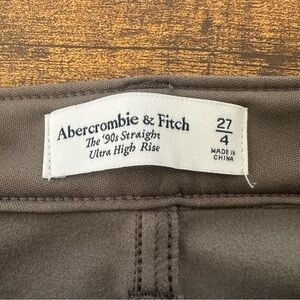 Abercrombie & Fitch
The '90s Straight
Ultra High Rise
27
4
MADE IN
CHINA